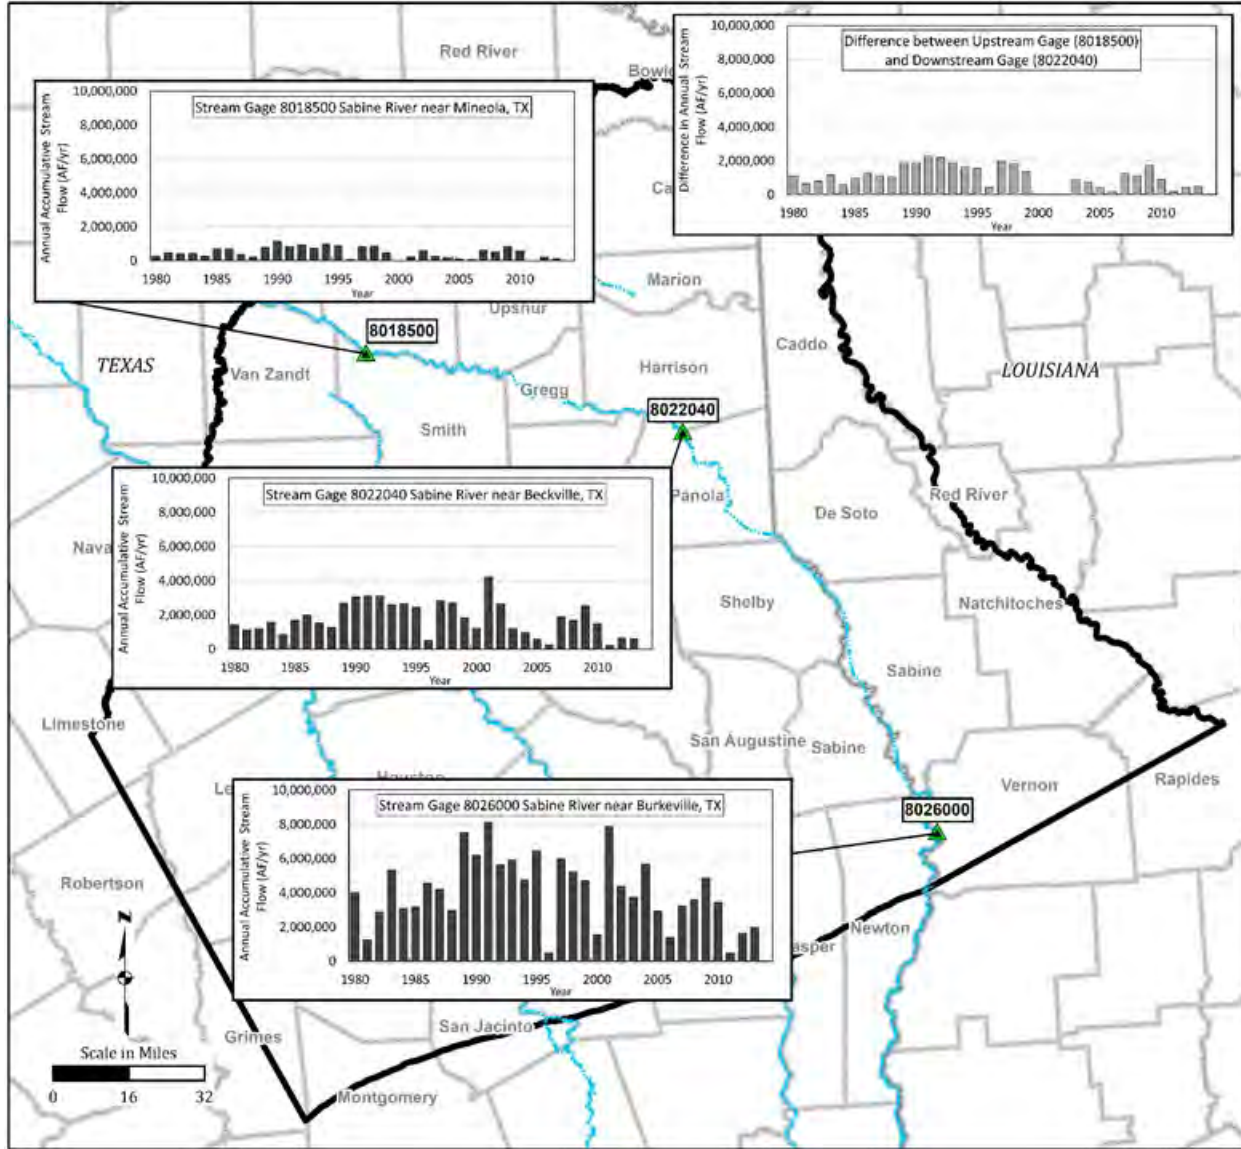 Red River
Bowie
10,000,000
8,000,000
6,000,000
4,000,000
2,000,000
0
Annual Accumulative Stream
Flow (AF/yr)
Stream Gage 8018500 Sabine River near Mineola, TX
1980 1985 1990 1995 2000 2005 2010
Year
10,000,000
8,000,000
6,000,000
4,000,000
2,000,000
0
Difference in Annual Stream
Flow (AF/yr)
Difference between Upstream Gage (8018500)
and Downstream Gage (8022040)
1980 1985 1990 1995 2000 2005 2010
Year
Ca
Marion
Upshur
8018500
TEXAS
Van Zandt
Caddo
Harrison
LOUISIANA
Gregg
8022040
Smith
Panola
Red River
De Soto
Nava
10,000,000
8,000,000
6,000,000
4,000,000
2,000,000
0
Annual Accumulative Stream
Flow (AF/yr)
Stream Gage 8022040 Sabine River near Beckville, TX
1980 1985 1990 1995 2000 2005 2010
Year
Shelby
Natchitoches
Sabine
Limestone
San Augustine
Sabine
Le
Houston
Vernon
Rapides
8026000
10,000,000
8,000,000
6,000,000
4,000,000
2,000,000
0
Annual Accumulative Stream
Flow (AF/yr)
Stream Gage 8026000 Sabine River near Burkeville, TX
1980 1985 1990 1995 2000 2005 2010
Year
Robertson
N
Newton
asper
Grimes
San Jacinto
Scale in Miles
0 16 32
Montgomery